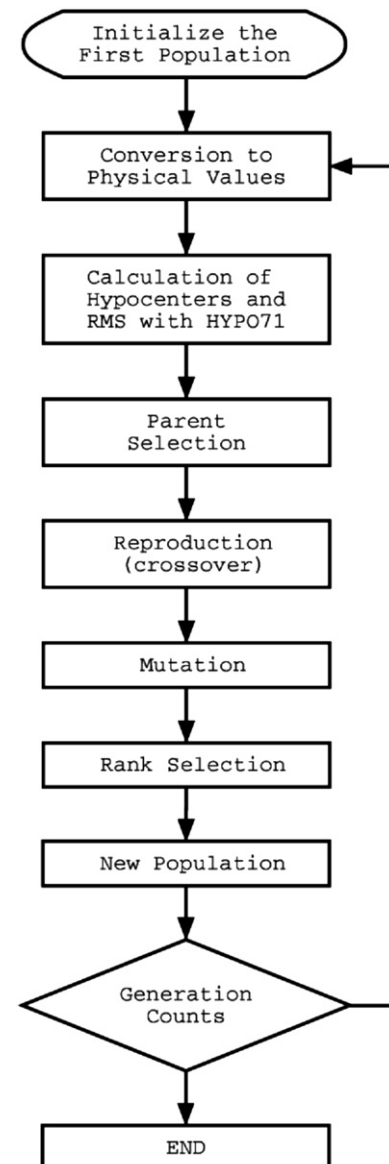 Initialize the
First Population
Conversion to
Physical Values
Calculation of
Hypocenters and
RMS with HYPO71
Parent
Selection
Reproduction
(crossover)
Mutation
Rank Selection
New Population
Generation
Counts
END